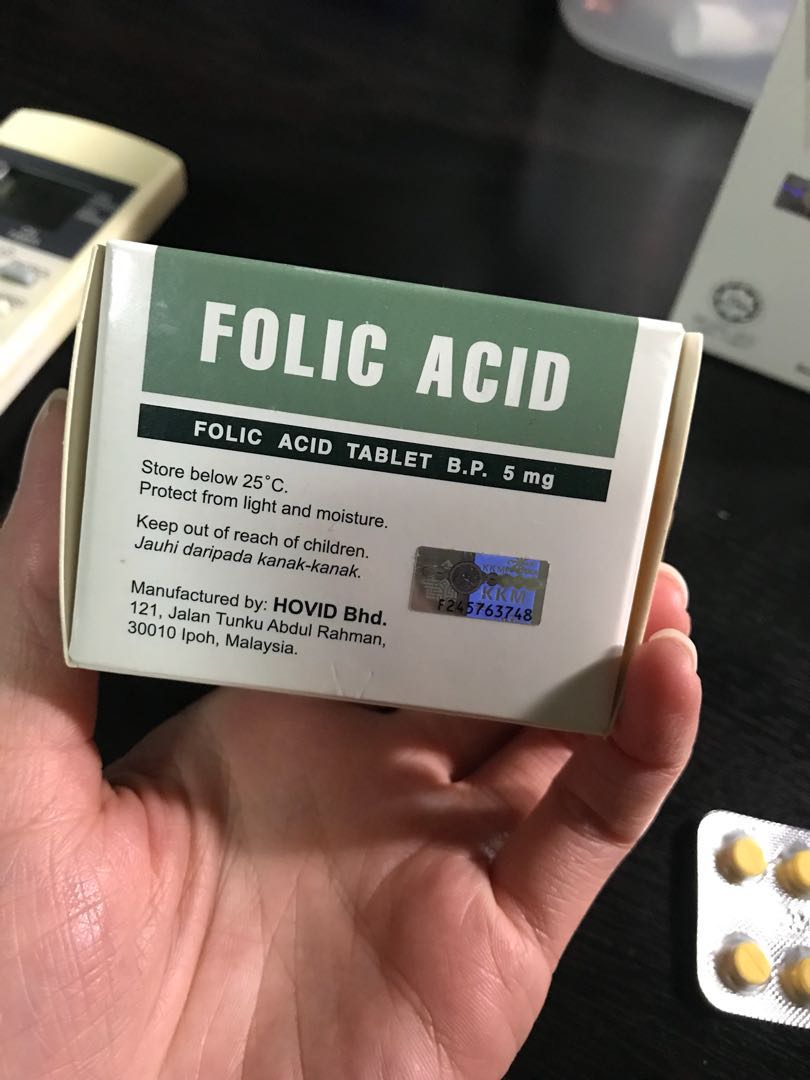 FOLIC ACID
FOLIC ACID TABLET B.P. 5 mg
Store below 25°C.
Protect from light and moisture.
Keep out of reach of children.
Jauhi daripada kanak-kanak.
Manufactured by: HOVID Bhd.
121, Jalan Tunku Abdul Rahman,
30010 Ipoh, Malaysia.
KKM
F245763748